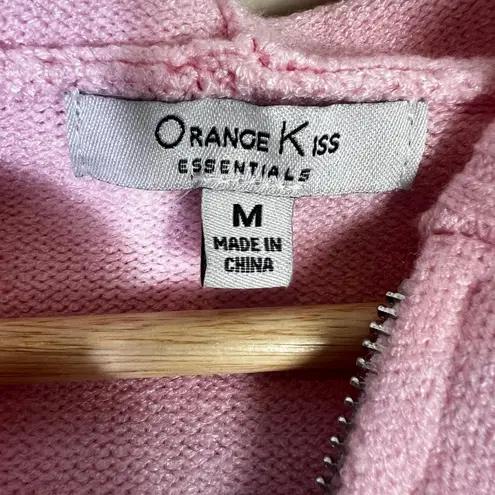 ORANGE KISS
ESSENTIALS
M
MADE IN
CHINA